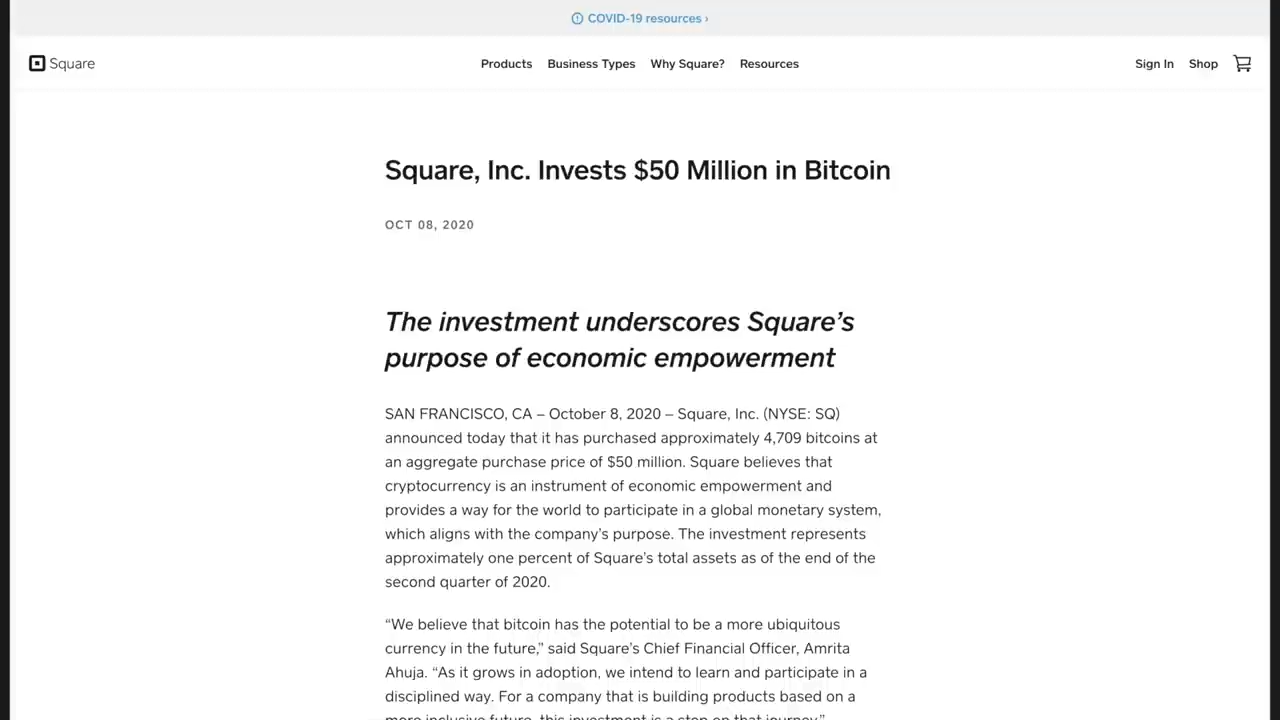 COVID-19 resources ›
Square
Products Business Types Why Square? Resources
Sign In Shop
Square, Inc. Invests $50 Million in Bitcoin
OCT 08, 2020
The investment underscores Square’s
purpose of economic empowerment
SAN FRANCISCO, CA – October 8, 2020 – Square, Inc. (NYSE: SQ)
announced today that it has purchased approximately 4,709 bitcoins at
an aggregate purchase price of $50 million. Square believes that
cryptocurrency is an instrument of economic empowerment and
provides a way for the world to participate in a global monetary system,
which aligns with the company’s purpose. The investment represents
approximately one percent of Square’s total assets as of the end of the
second quarter of 2020.
“We believe that bitcoin has the potential to be a more ubiquitous
currency in the future,” said Square’s Chief Financial Officer, Amrita
Ahuja. “As it grows in adoption, we intend to learn and participate in a
disciplined way. For a company that is building products based on a
more inclusive future, this investment is a step on that journey.”